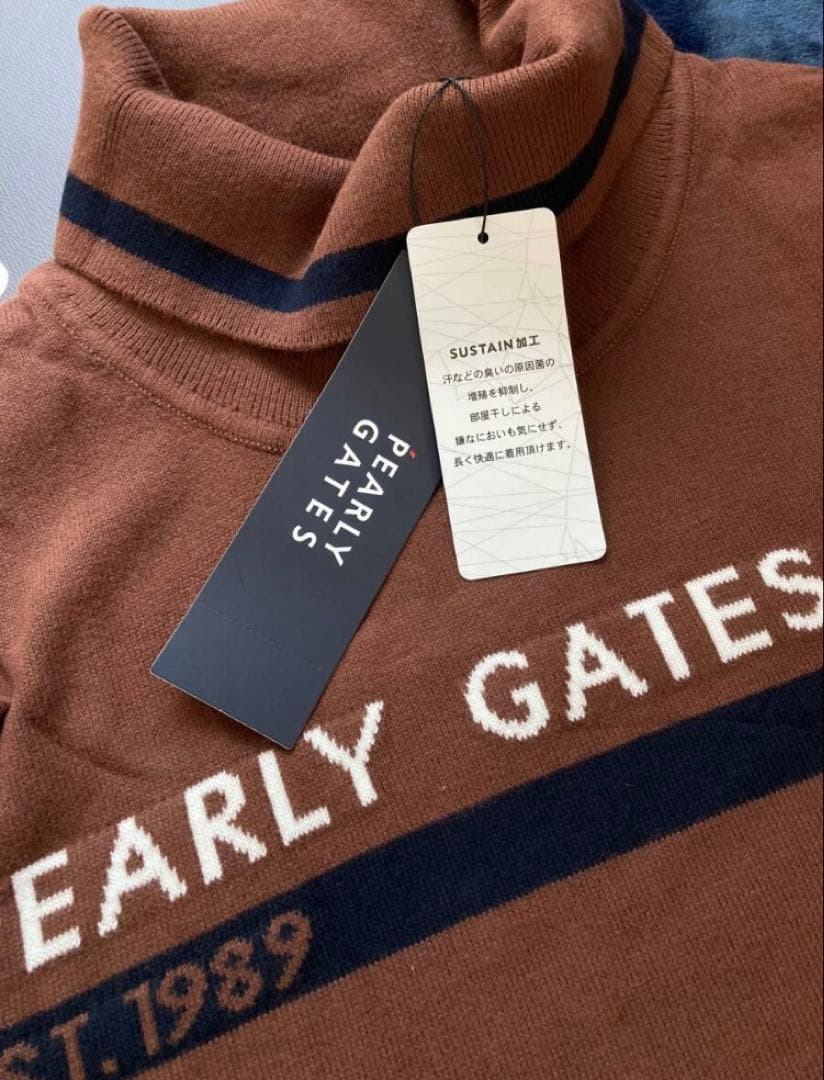 SUSTAIN加工
汗などの臭いの原因菌の
増殖を抑制し、
部屋干しによる
嫌なにおいも気にせず、
長く快適に着用頂けます。
PEARLY
GATES
EARLY GATES
ST.1989